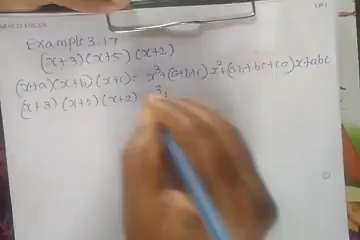 Example 3.17
(x+3) (x+5) (x+2)
(x+a) (x+b) (x+c) = x³+(a+b+c) x²+(ab+bc+ca)x+abc
(x+3) (x+5) (x+2)